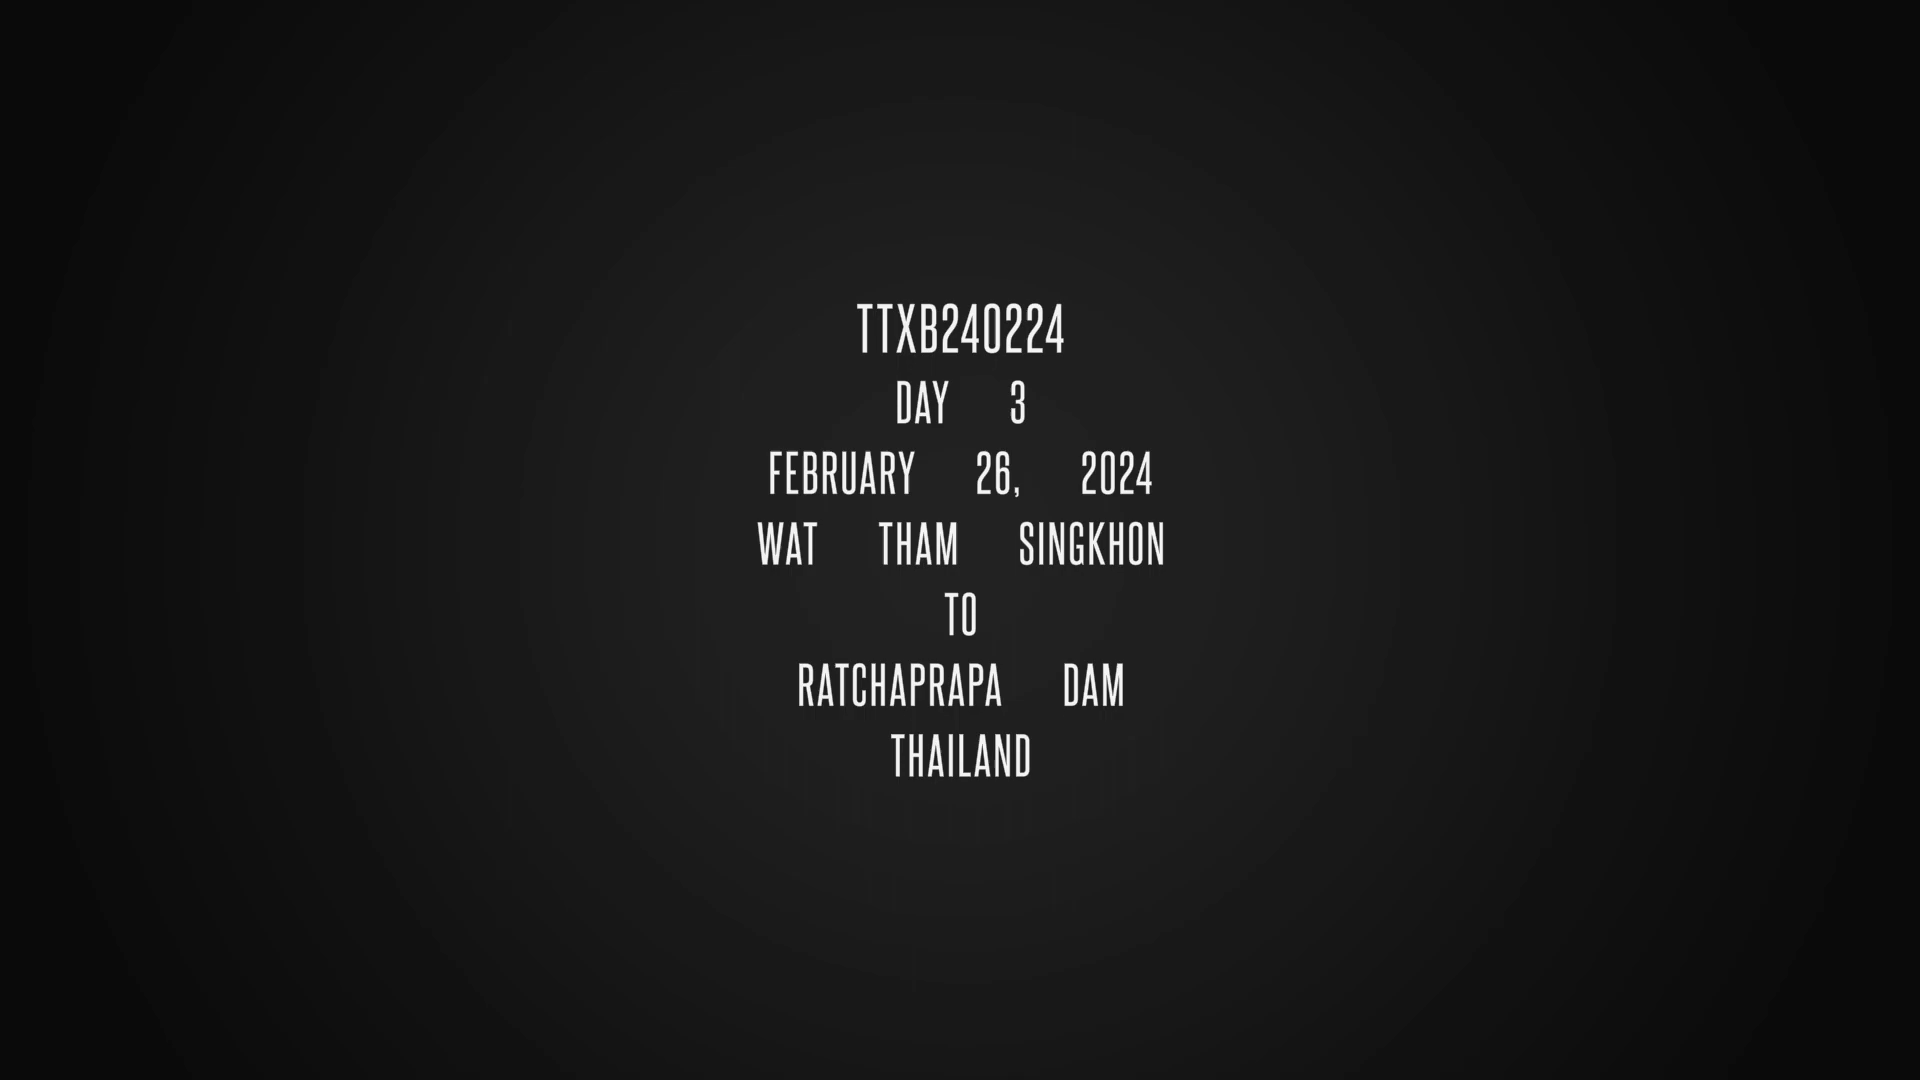 TTXB240224
DAY 3
FEBRUARY 26, 2024
WAT THAM SINGKHON
TO
RATCHAPRAPA DAM
THAILAND